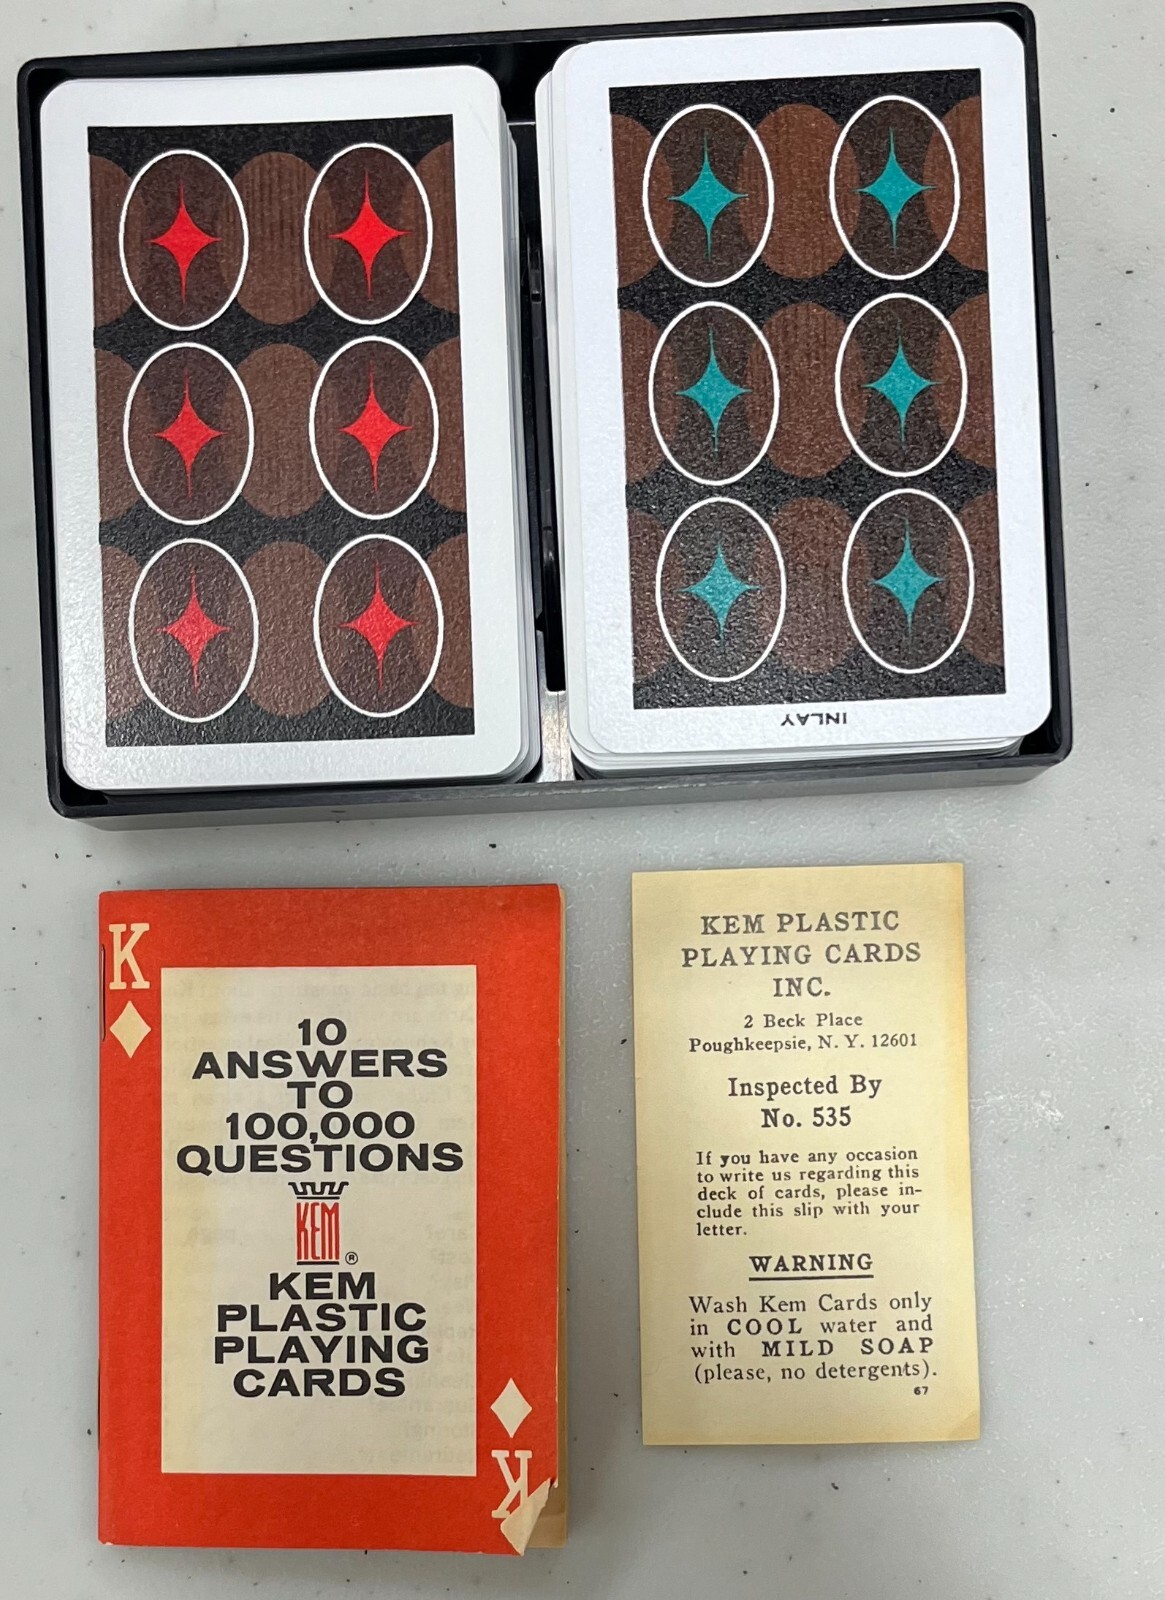 INLAY
K
10
ANSWERS
TO
100,000
QUESTIONS
KEM
®
KEM
PLASTIC
PLAYING
CARDS
K
KEM PLASTIC
PLAYING CARDS
INC.
2 Beck Place
Poughkeepsie, N. Y. 12601
Inspected By
No. 535
If you have any occasion
to write us regarding this
deck of cards, please in-
clude this slip with your
letter.
WARNING
Wash Kem Cards only
in COOL water and
with MILD SOAP
(please, no detergents).
67